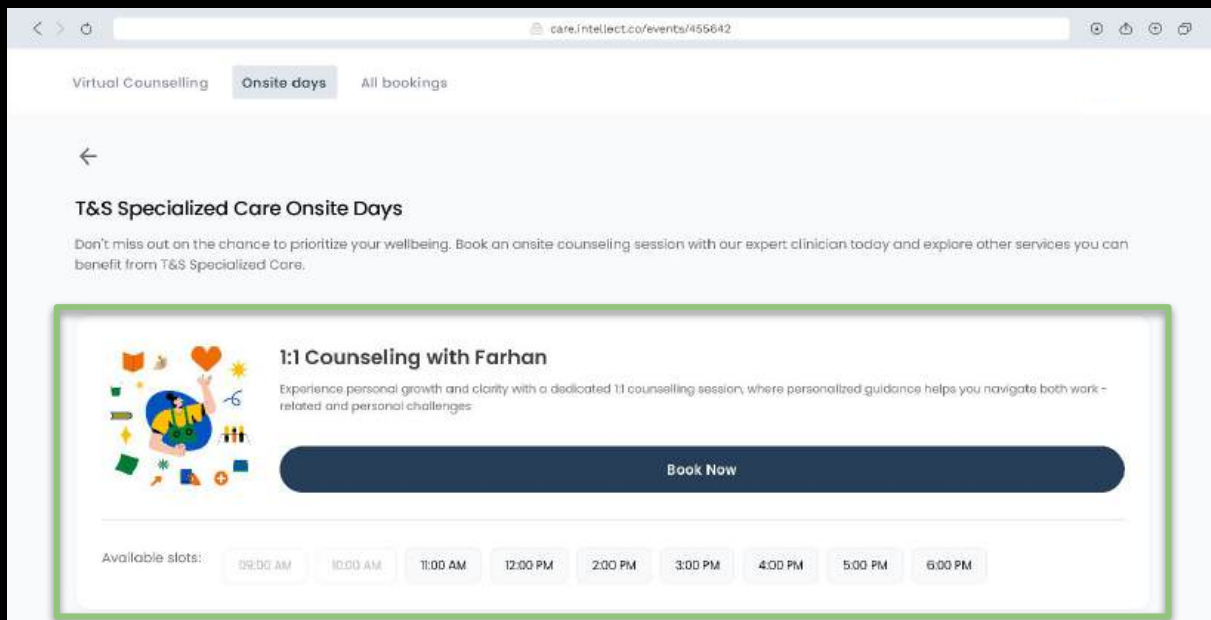 care.intellect.co/events/455642
Virtual Counselling Onsite days All bookings
T&S Specialized Care Onsite Days
Don't miss out on the chance to prioritize your wellbeing. Book an onsite counseling session with our expert clinician today and explore other services you can
benefit from T&S Specialized Care.
1:1 Counseling with Farhan
Experience personal growth and clarity with a dedicated 1:1 counselling session, where personalized guidance helps you navigate both work -
related and personal challenges
Book Now
Available slots: 09:00 AM 10:00 AM 11:00 AM 12:00 PM 2:00 PM 3:00 PM 4:00 PM 5:00 PM 6:00 PM